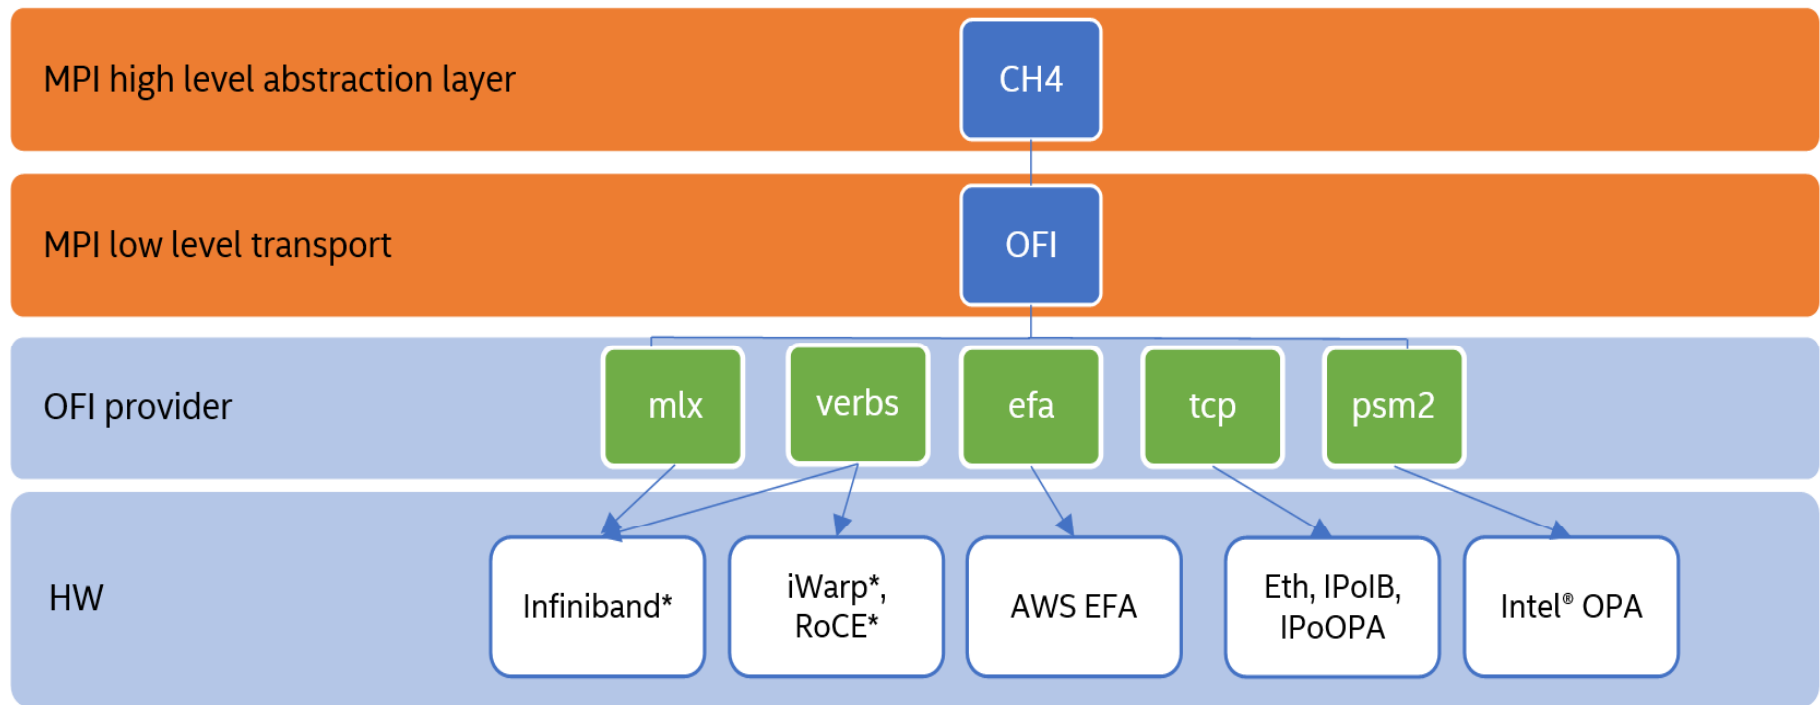 MPI high level abstraction layer
CH4
MPI low level transport
OFI
OFI provider
mlx
verbs
efa
tcp
psm2
HW
Infiniband*
iWarp*,
RoCE*
AWS EFA
Eth, IPoIB,
IPoOPA
Intel® OPA